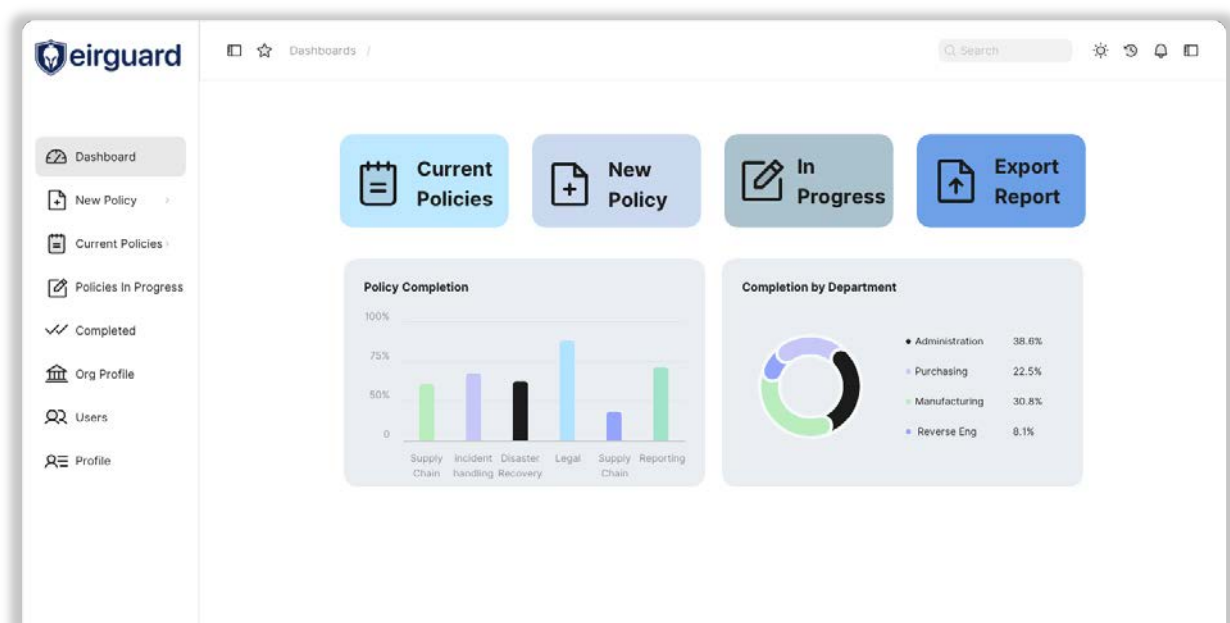 eirguard
Dashboards /
Search
Dashboard
New Policy
Current Policies
Policies In Progress
Completed
Org Profile
Users
Profile
Current
Policies
New
Policy
In
Progress
Export
Report
Policy Completion
100%
75%
50%
0
Supply Chain
Incident handling
Disaster Recovery
Legal
Supply Chain
Reporting
Completion by Department
Administration 38.6%
Purchasing 22.5%
Manufacturing 30.8%
Reverse Eng 8.1%